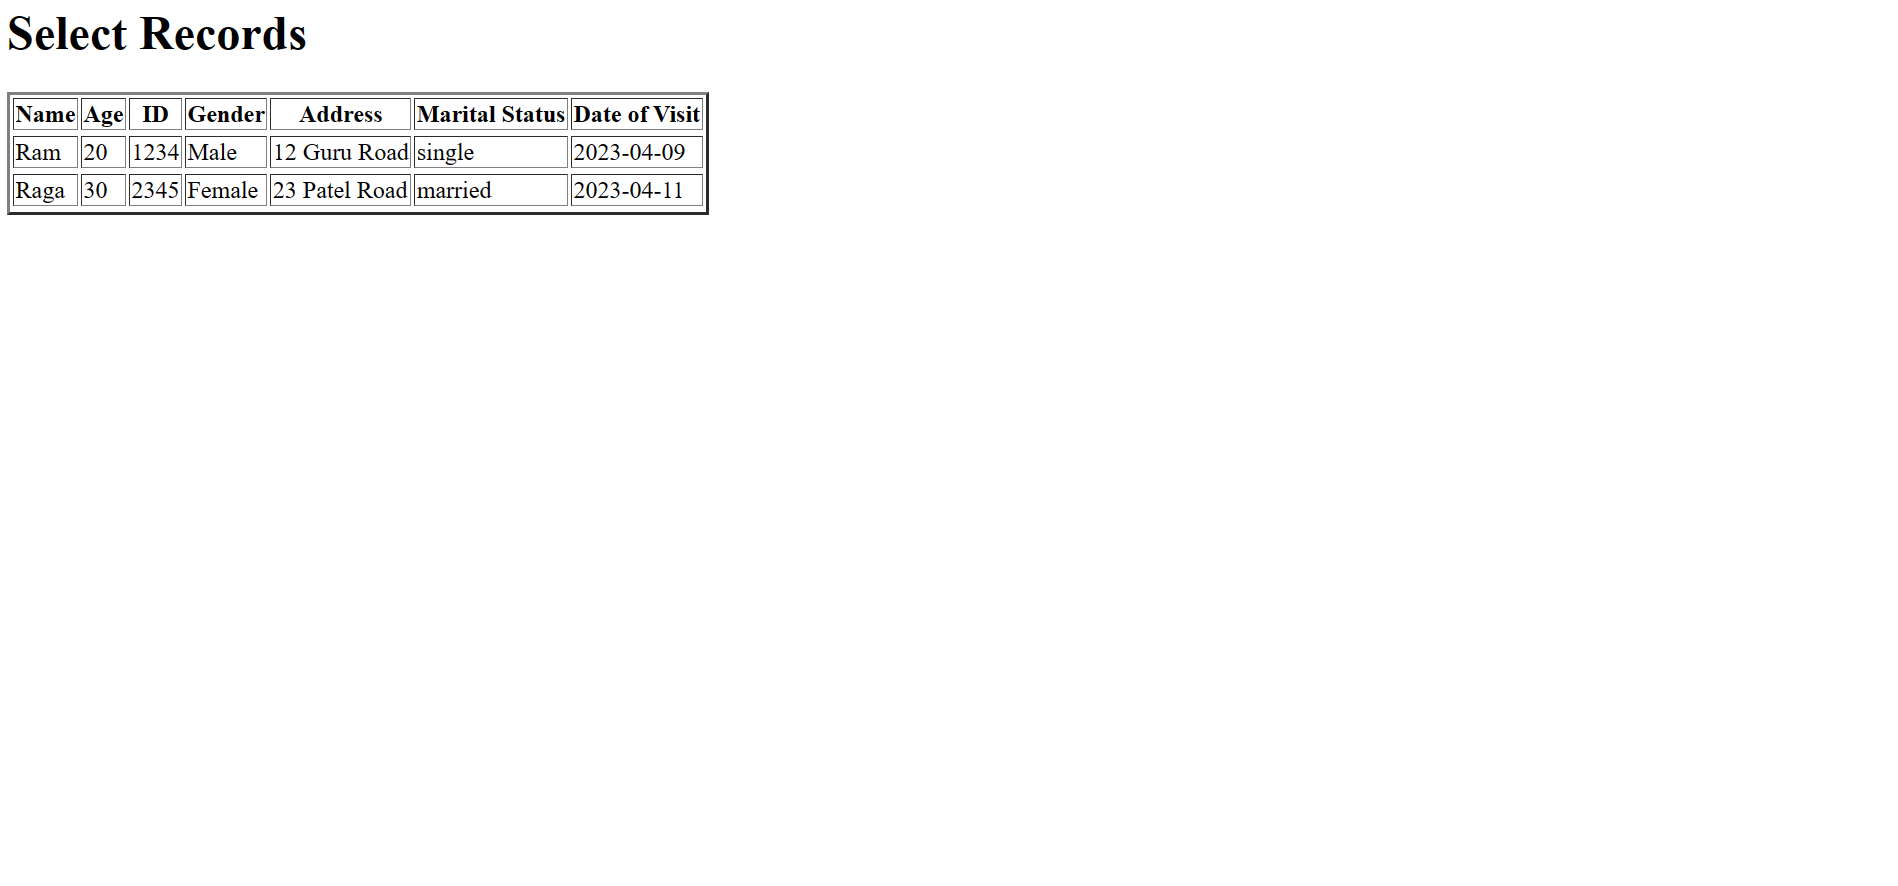 Select Records
Name Age ID Gender Address Marital Status Date of Visit
Ram 20 1234 Male 12 Guru Road single 2023-04-09
Raga 30 2345 Female 23 Patel Road married 2023-04-11